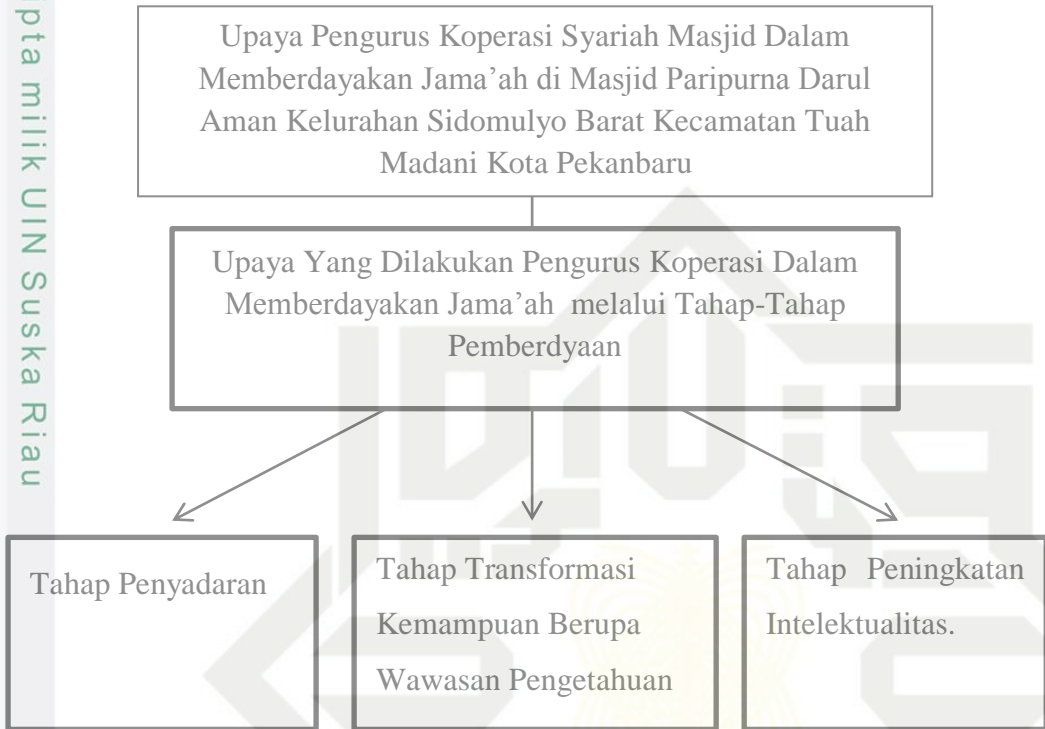 ipta milik UIN Suska Riau
Upaya Pengurus Koperasi Syariah Masjid Dalam
Memberdayakan Jama’ah di Masjid Paripurna Darul
Aman Kelurahan Sidomulyo Barat Kecamatan Tuah
Madani Kota Pekanbaru
Upaya Yang Dilakukan Pengurus Koperasi Dalam
Memberdayakan Jama’ah melalui Tahap-Tahap
Pemberdyaan
Tahap Penyadaran
Tahap Transformasi
Kemampuan Berupa
Wawasan Pengetahuan
Tahap Peningkatan
Intelektualitas.